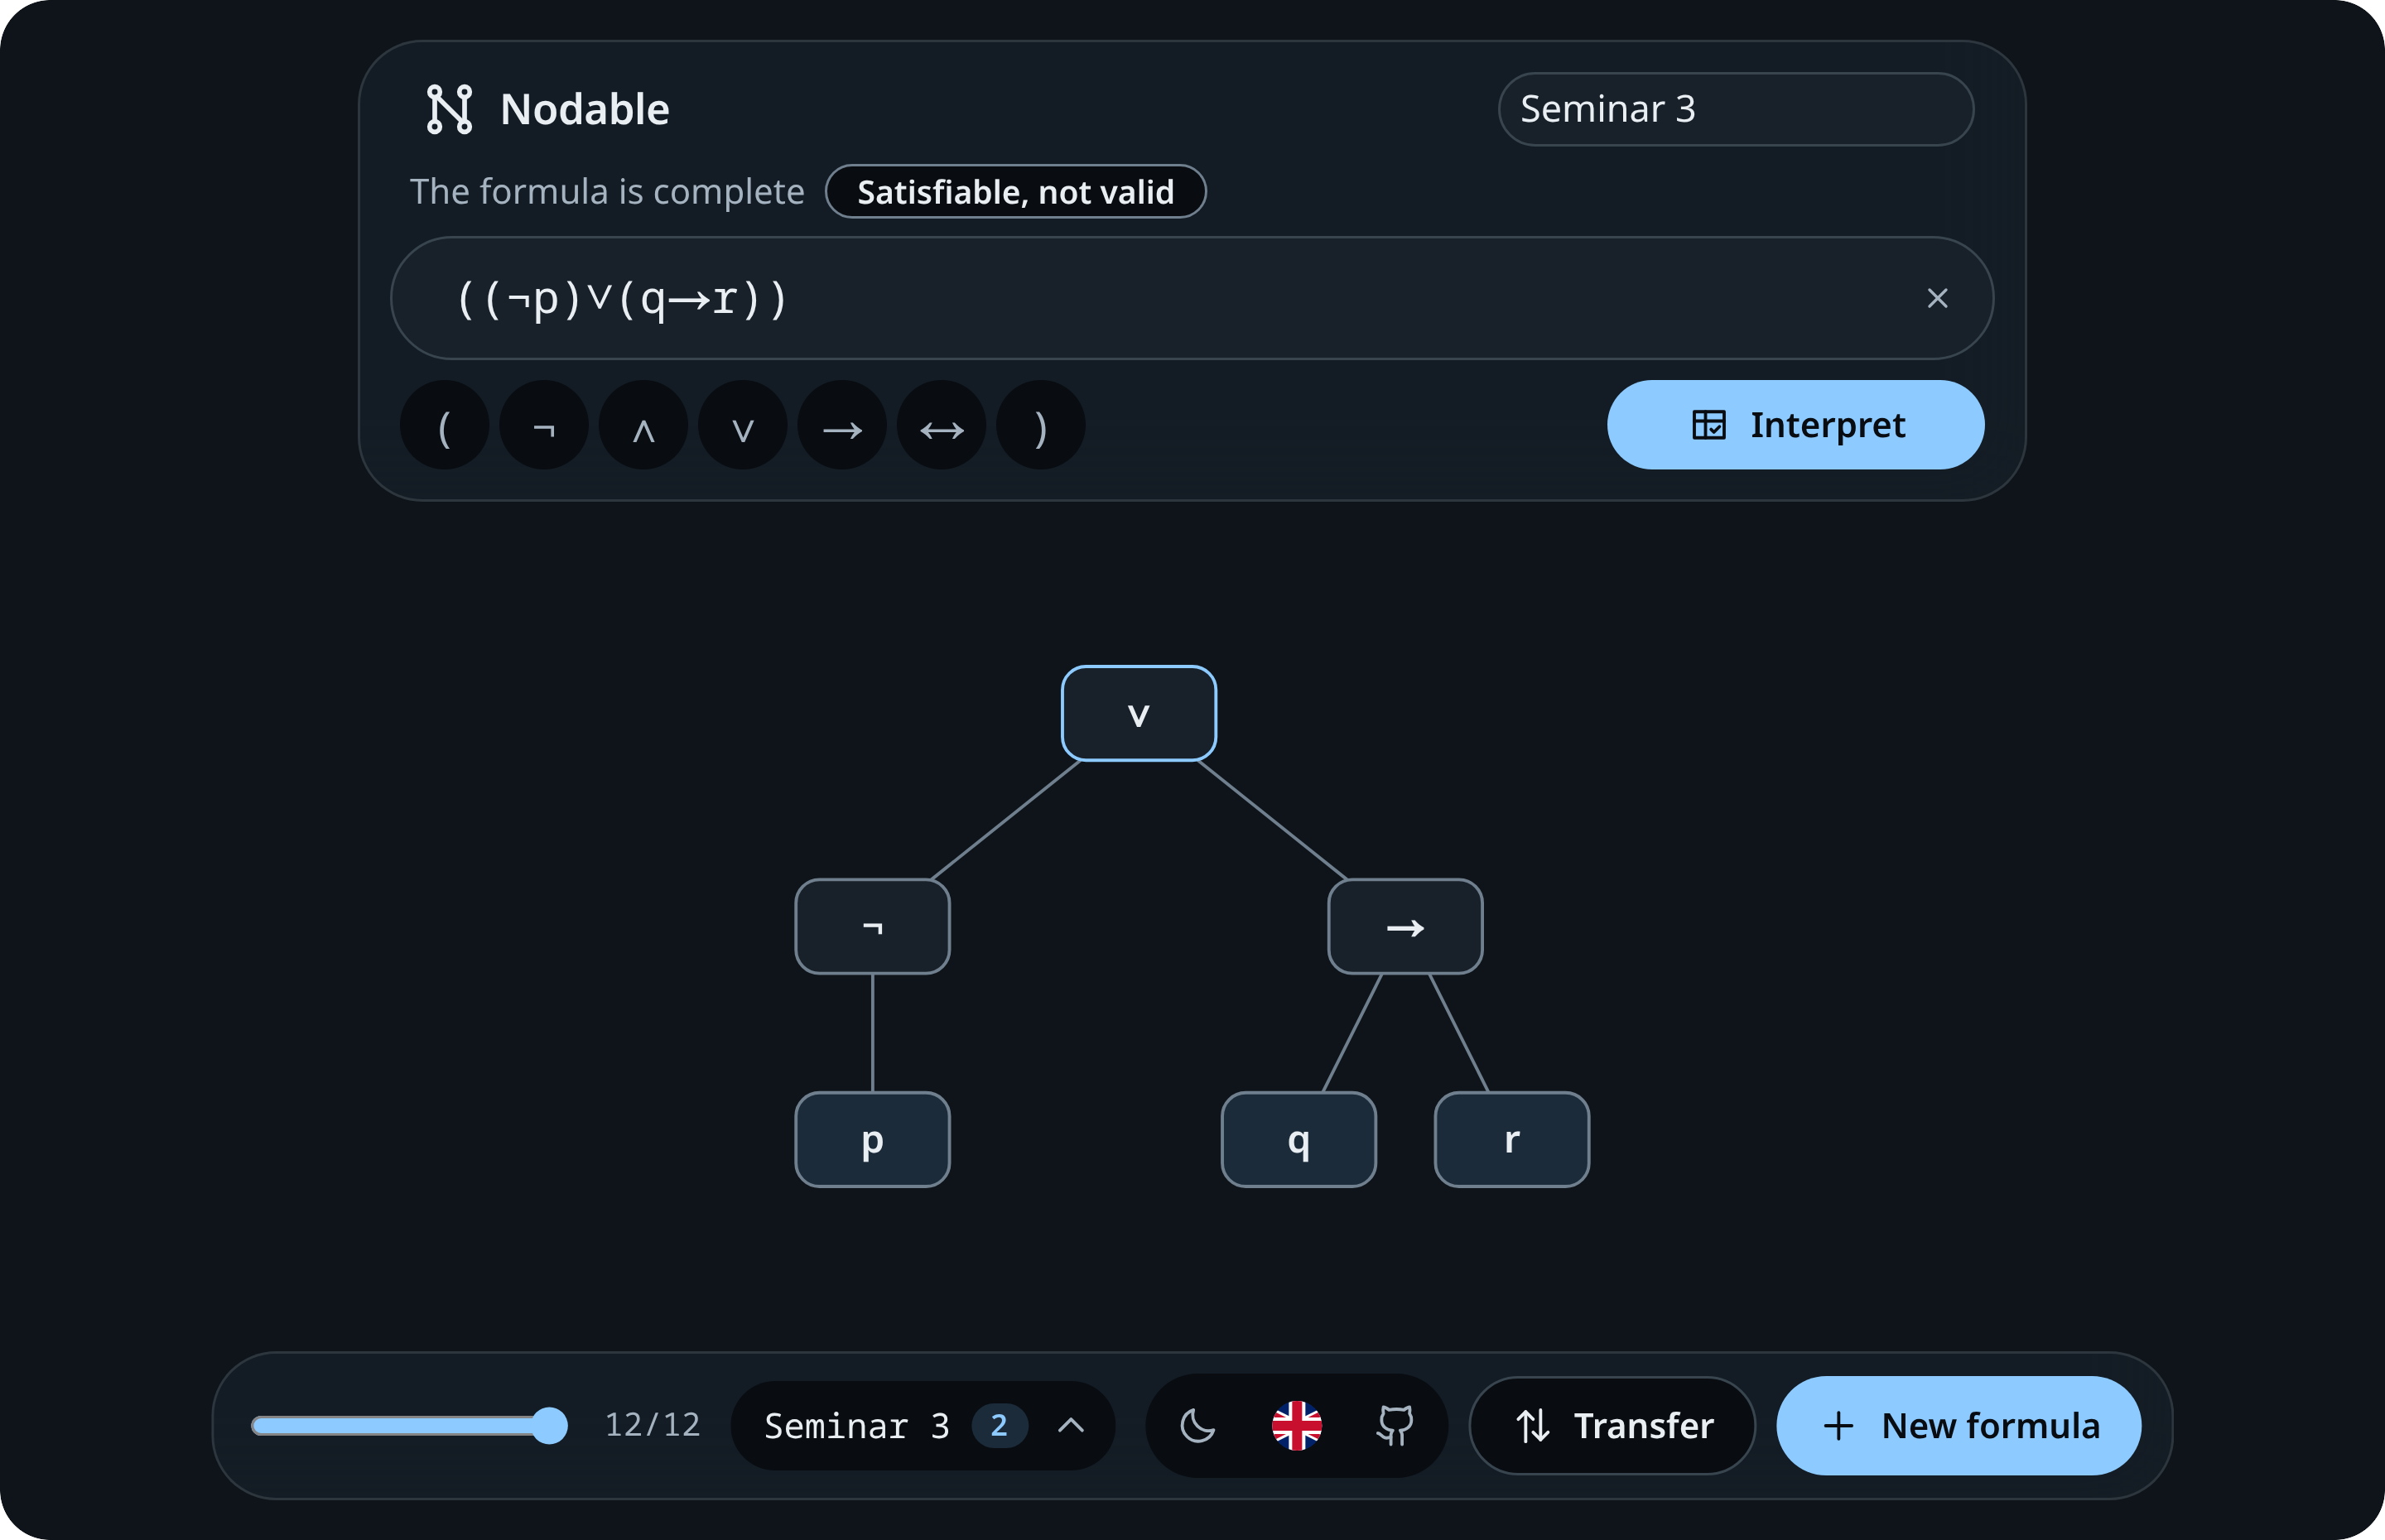 Nodable
Seminar 3
The formula is complete
Satisfiable, not valid
((¬p)∨(q→r))
( ¬ ∧ ∨ → ↔ )
Interpret
∨
¬ →
p q r
12/12
Seminar 3 2
Transfer
New formula